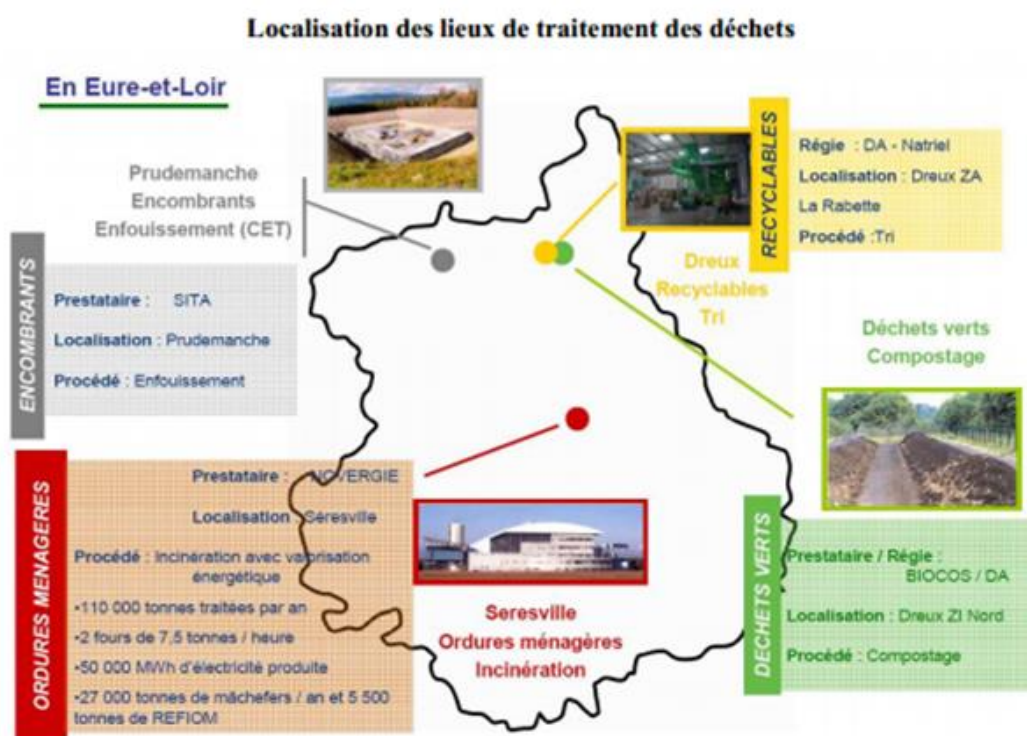 Localisation des lieux de traitement des déchets
En Eure-et-Loir
Prudemanche
Encombrants
Enfouissement (CET)
ENCOMBRANTS
Prestataire : SITA
Localisation : Prudemanche
Procédé : Enfouissement
RECYCLABLES
Régie : DA - Natriel
Localisation : Dreux ZA
La Rabette
Procédé :Tri
Dreux
Recyclables
Tri
Déchets verts
Compostage
ORDURES MENAGERES
Prestataire : NOVERGIE
Localisation : Séresville
Procédé : Incinération avec valorisation
énergétique
•110 000 tonnes traitées par an
•2 fours de 7,5 tonnes / heure
•50 000 MWh d'électricité produite
•27 000 tonnes de mâchefers / an et 5 500
tonnes de REFIOM
Seresville
Ordures ménagères
Incinération
DECHETS VERTS
Prestataire / Régie :
BIOCOS / DA
Localisation : Dreux ZI Nord
Procédé : Compostage